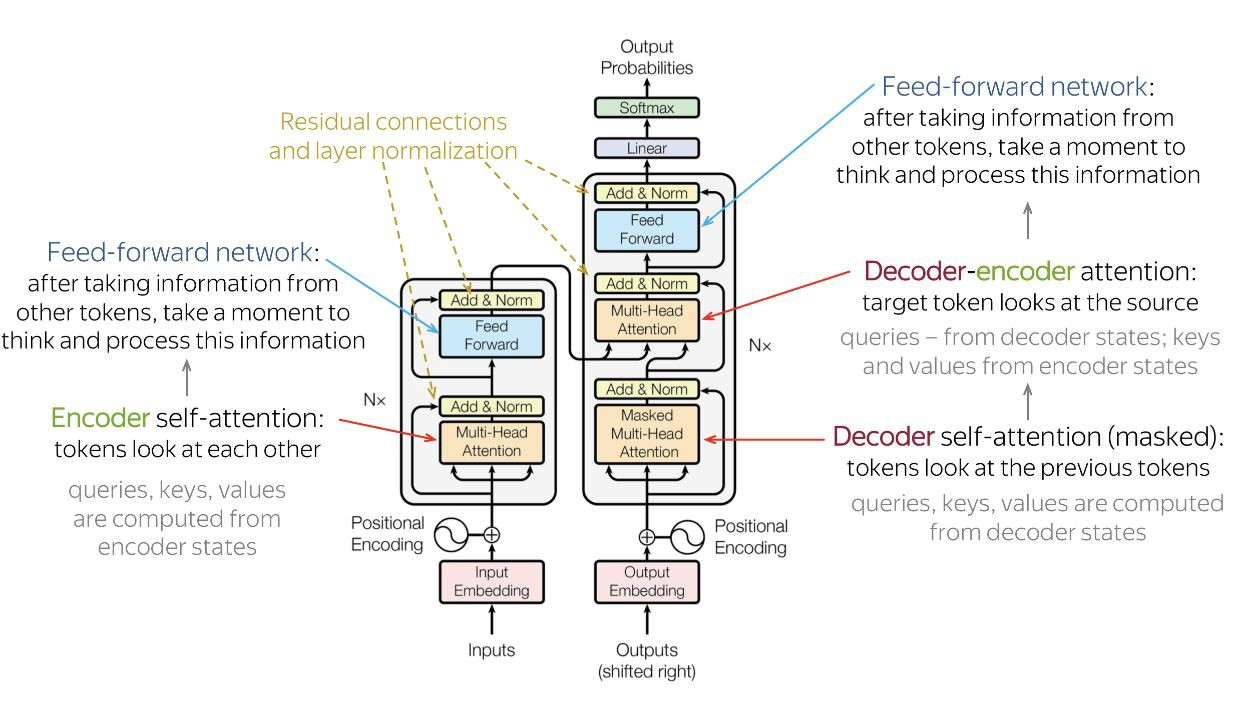 Output
Probabilities
Softmax
Linear
Add & Norm
Feed
Forward
Add & Norm
Multi-Head
Attention
Add & Norm
Masked
Multi-Head
Attention
Nx
Positional
Encoding
Output
Embedding
Outputs
(shifted right)
Residual connections
and layer normalization
Add & Norm
Feed
Forward
Add & Norm
Multi-Head
Attention
Nx
Positional
Encoding
Input
Embedding
Inputs
Feed-forward network:
after taking information from
other tokens, take a moment to
think and process this information
Encoder self-attention:
tokens look at each other
queries, keys, values
are computed from
encoder states
Feed-forward network:
after taking information from
other tokens, take a moment to
think and process this information
Decoder-encoder attention:
target token looks at the source
queries – from decoder states; keys
and values from encoder states
Decoder self-attention (masked):
tokens look at the previous tokens
queries, keys, values are computed
from decoder states